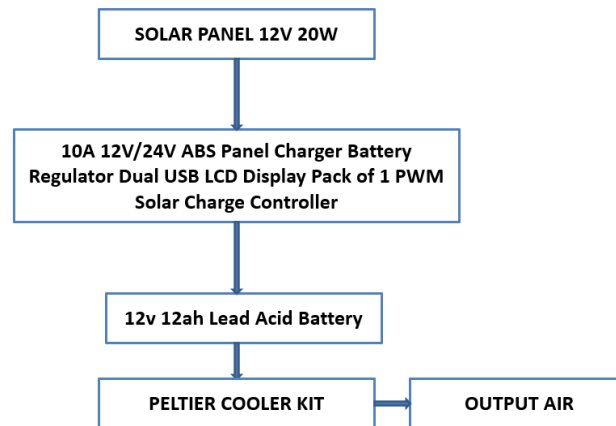 SOLAR PANEL 12V 20W
10A 12V/24V ABS Panel Charger Battery
Regulator Dual USB LCD Display Pack of 1 PWM
Solar Charge Controller
12v 12ah Lead Acid Battery
PELTIER COOLER KIT
OUTPUT AIR